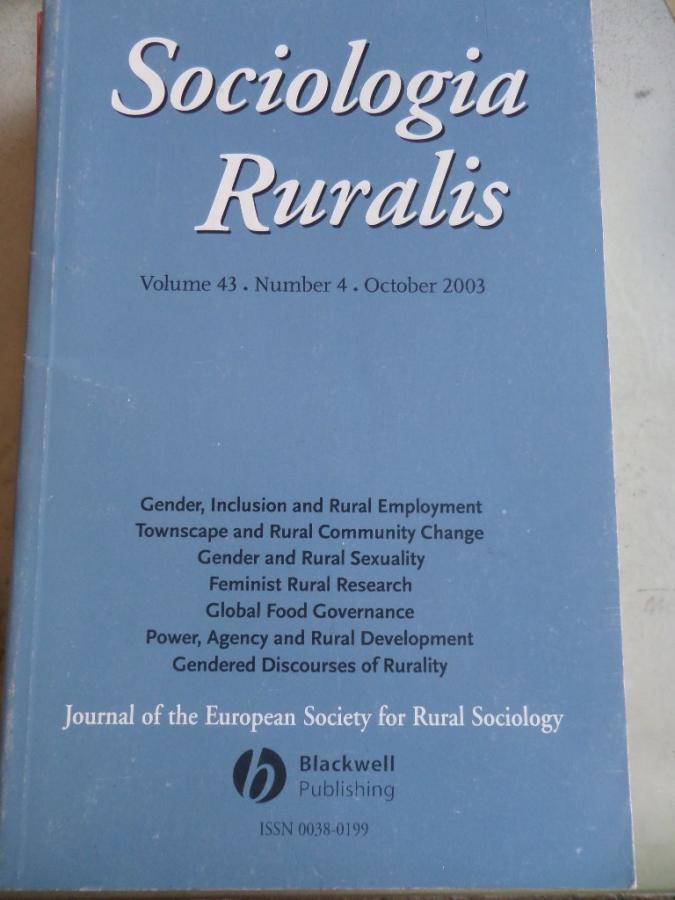 Sociologia
Ruralis
Volume 43 . Number 4 . October 2003
Gender, Inclusion and Rural Employment
Townscape and Rural Community Change
Gender and Rural Sexuality
Feminist Rural Research
Global Food Governance
Power, Agency and Rural Development
Gendered Discourses of Rurality
Journal of the European Society for Rural Sociology
Blackwell
Publishing
ISSN 0038-0199